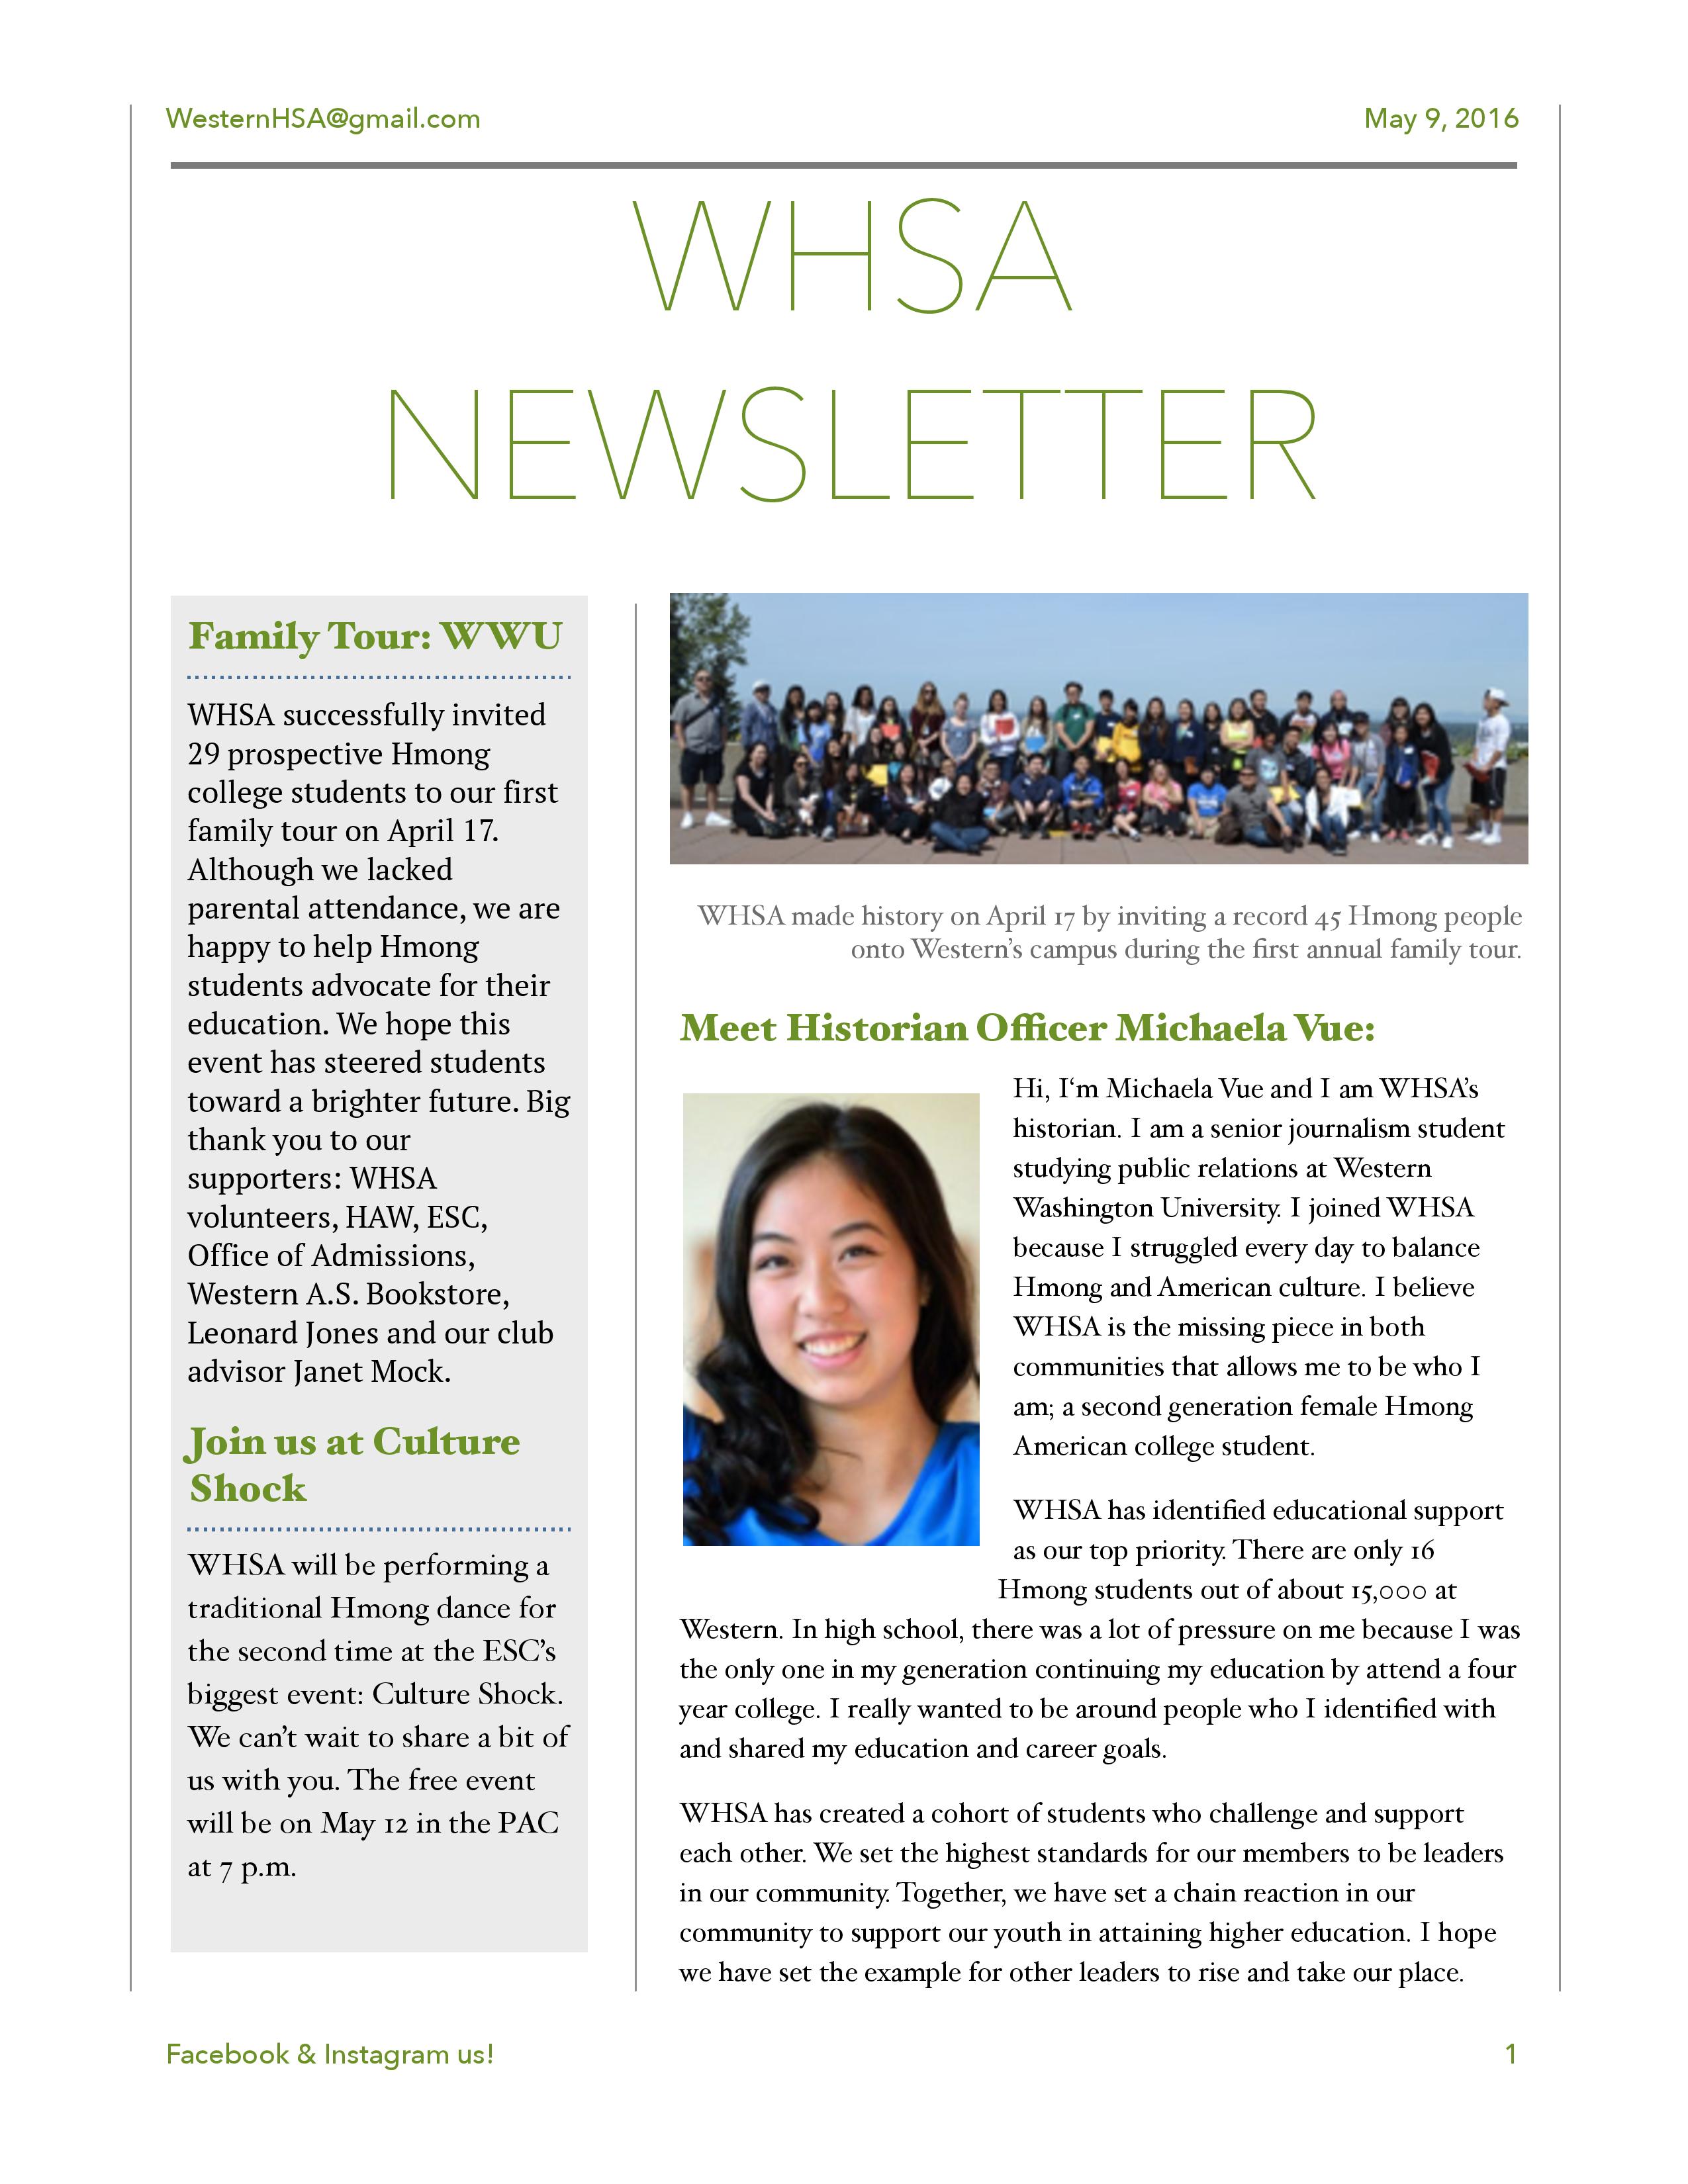 WesternHSA@gmail.com
May 9, 2016
WHSA
NEWSLETTER
Family Tour: WWU
WHSA successfully invited
29 prospective Hmong
college students to our first
family tour on April 17.
Although we lacked
parental attendance, we are
happy to help Hmong
students advocate for their
education. We hope this
event has steered students
toward a brighter future. Big
thank you to our
supporters: WHSA
volunteers, HAW, ESC,
Office of Admissions,
Western A.S. Bookstore,
Leonard Jones and our club
advisor Janet Mock.
Join us at Culture
Shock
WHSA will be performing a
traditional Hmong dance for
the second time at the ESC’s
biggest event: Culture Shock.
We can’t wait to share a bit of
us with you. The free event
will be on May 12 in the PAC
at 7 p.m.
WHSA made history on April 17 by inviting a record 45 Hmong people
onto Western’s campus during the first annual family tour.
Meet Historian Officer Michaela Vue:
Hi, I‘m Michaela Vue and I am WHSA’s
historian. I am a senior journalism student
studying public relations at Western
Washington University. I joined WHSA
because I struggled every day to balance
Hmong and American culture. I believe
WHSA is the missing piece in both
communities that allows me to be who I
am; a second generation female Hmong
American college student.
WHSA has identified educational support
as our top priority. There are only 16
Hmong students out of about 15,000 at
Western. In high school, there was a lot of pressure on me because I was
the only one in my generation continuing my education by attend a four
year college. I really wanted to be around people who I identified with
and shared my education and career goals.
WHSA has created a cohort of students who challenge and support
each other. We set the highest standards for our members to be leaders
in our community. Together, we have set a chain reaction in our
community to support our youth in attaining higher education. I hope
we have set the example for other leaders to rise and take our place.
Facebook & Instagram us!
1